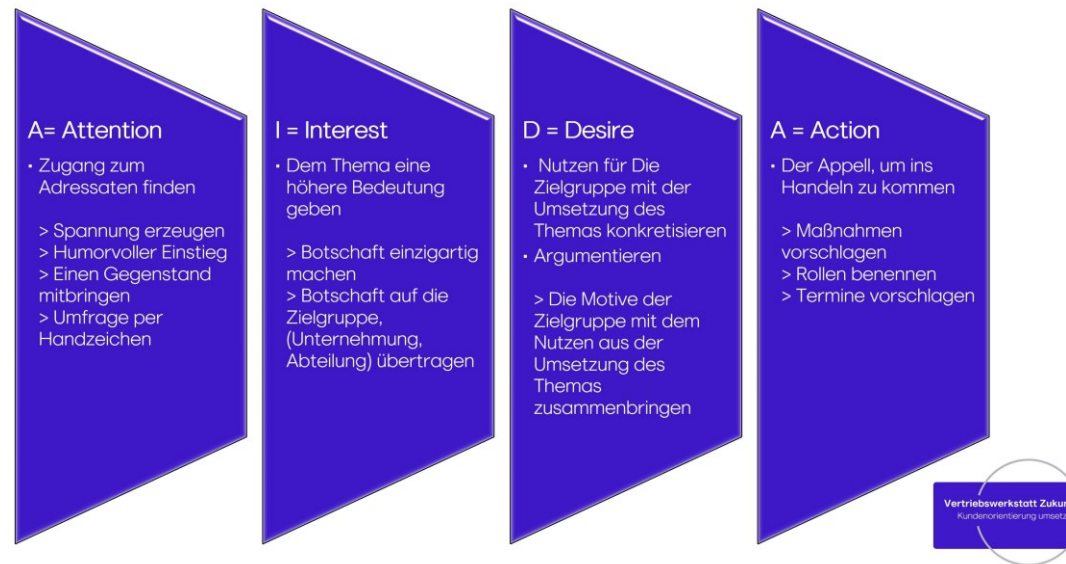 A= Attention
• Zugang zum
Adressaten finden
> Spannung erzeugen
> Humorvoller Einstieg
> Einen Gegenstand
mitbringen
> Umfrage per
Handzeichen
I = Interest
• Dem Thema eine
höhere Bedeutung
geben
> Botschaft einzigartig
machen
> Botschaft auf die
Zielgruppe,
(Unternehmung,
Abteilung) übertragen
D = Desire
• Nutzen für Die
Zielgruppe mit der
Umsetzung des
Themas konkretisieren
• Argumentieren
> Die Motive der
Zielgruppe mit dem
Nutzen aus der
Umsetzung des
Themas
zusammenbringen
A = Action
• Der Appell, um ins
Handeln zu kommen
> Maßnahmen
vorschlagen
> Rollen benennen
> Termine vorschlagen
Vertriebswerkstatt
Kundenorientierung